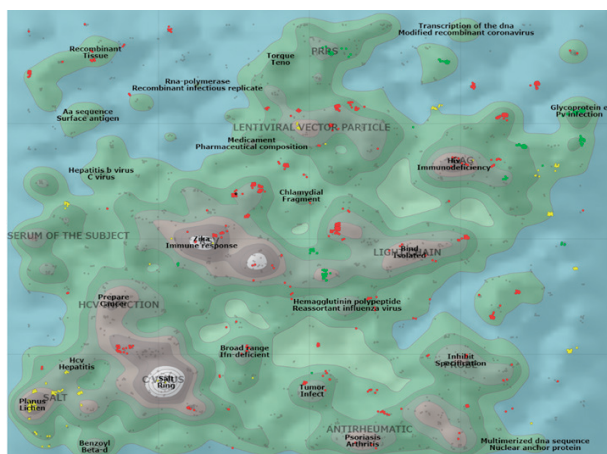 Transcription of the dna
Modified recombinant coronavirus
Recombinant
Tissue
PRRS
Torque
Teno
Rna-polymerase
Recombinant infectious replicate
Aa sequence
Surface antigen
Glycoprotein e
Pv infection
LENTIVIRAL VECTOR PARTICLE
Medicament
Pharmaceutical composition
Immunodeficiency
Hepatitis b virus
C virus
Chlamydial
Fragment
SERUM OF THE SUBJECT
Zika
Immune response
Bind
Isolated
LIGHT CHAIN
Prepare
Cancer
HCV INFECTION
Hemagglutinin polypeptide
Reassortant influenza virus
Broad range
Ifn-deficient
Hcv
Hepatitis
Inhibit
Specification
Salt
Ring
Tumor
Infect
Planus
Lichen
SALT
ANTIRHEUMATIC
Psoriasis
Arthritis
Benzoyl
Beta-d
Multimerized dna sequence
Nuclear anchor protein